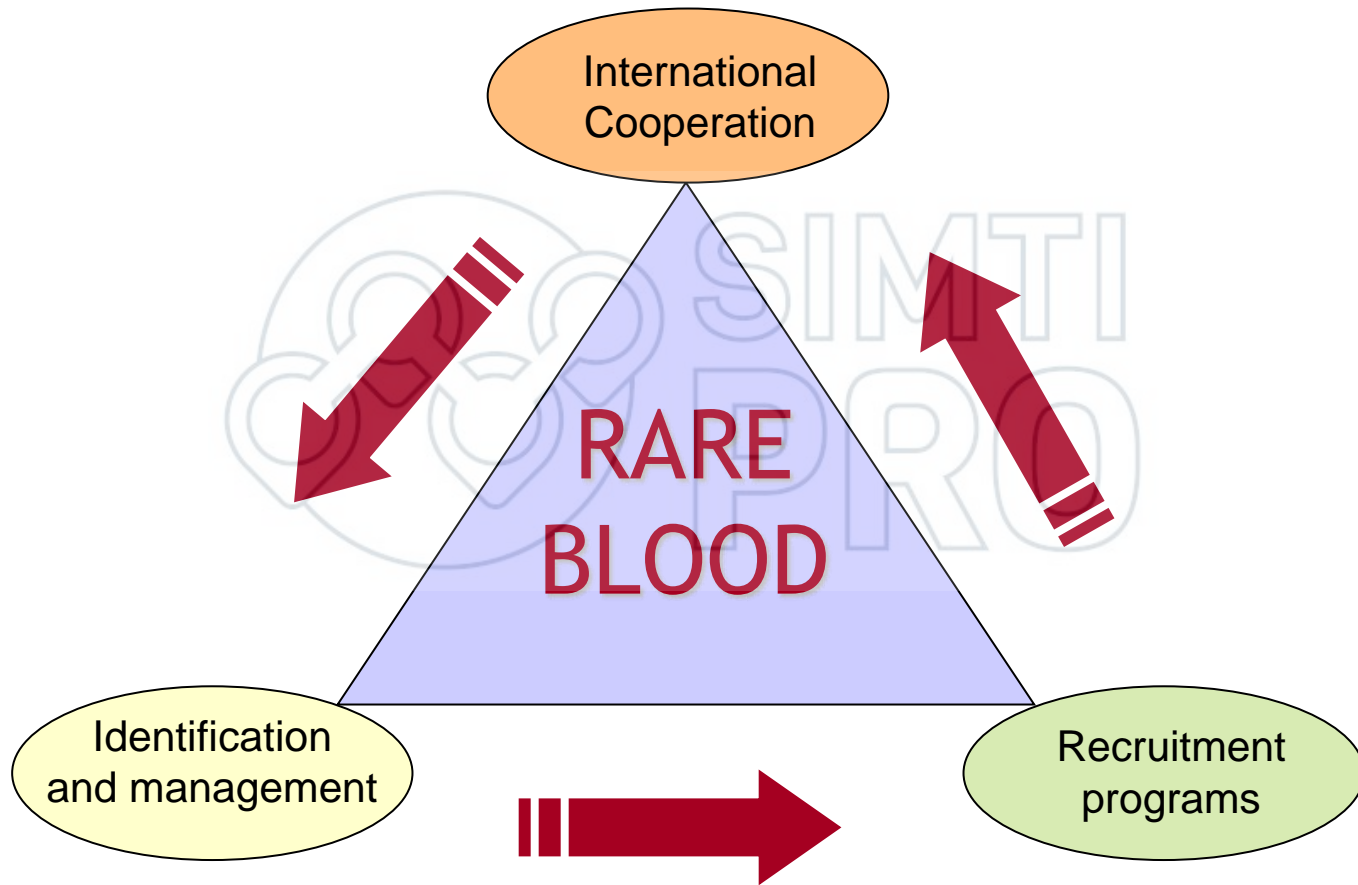 International
Cooperation
SIMTI
PRO
RARE
BLOOD
Identification
and management
Recruitment
programs